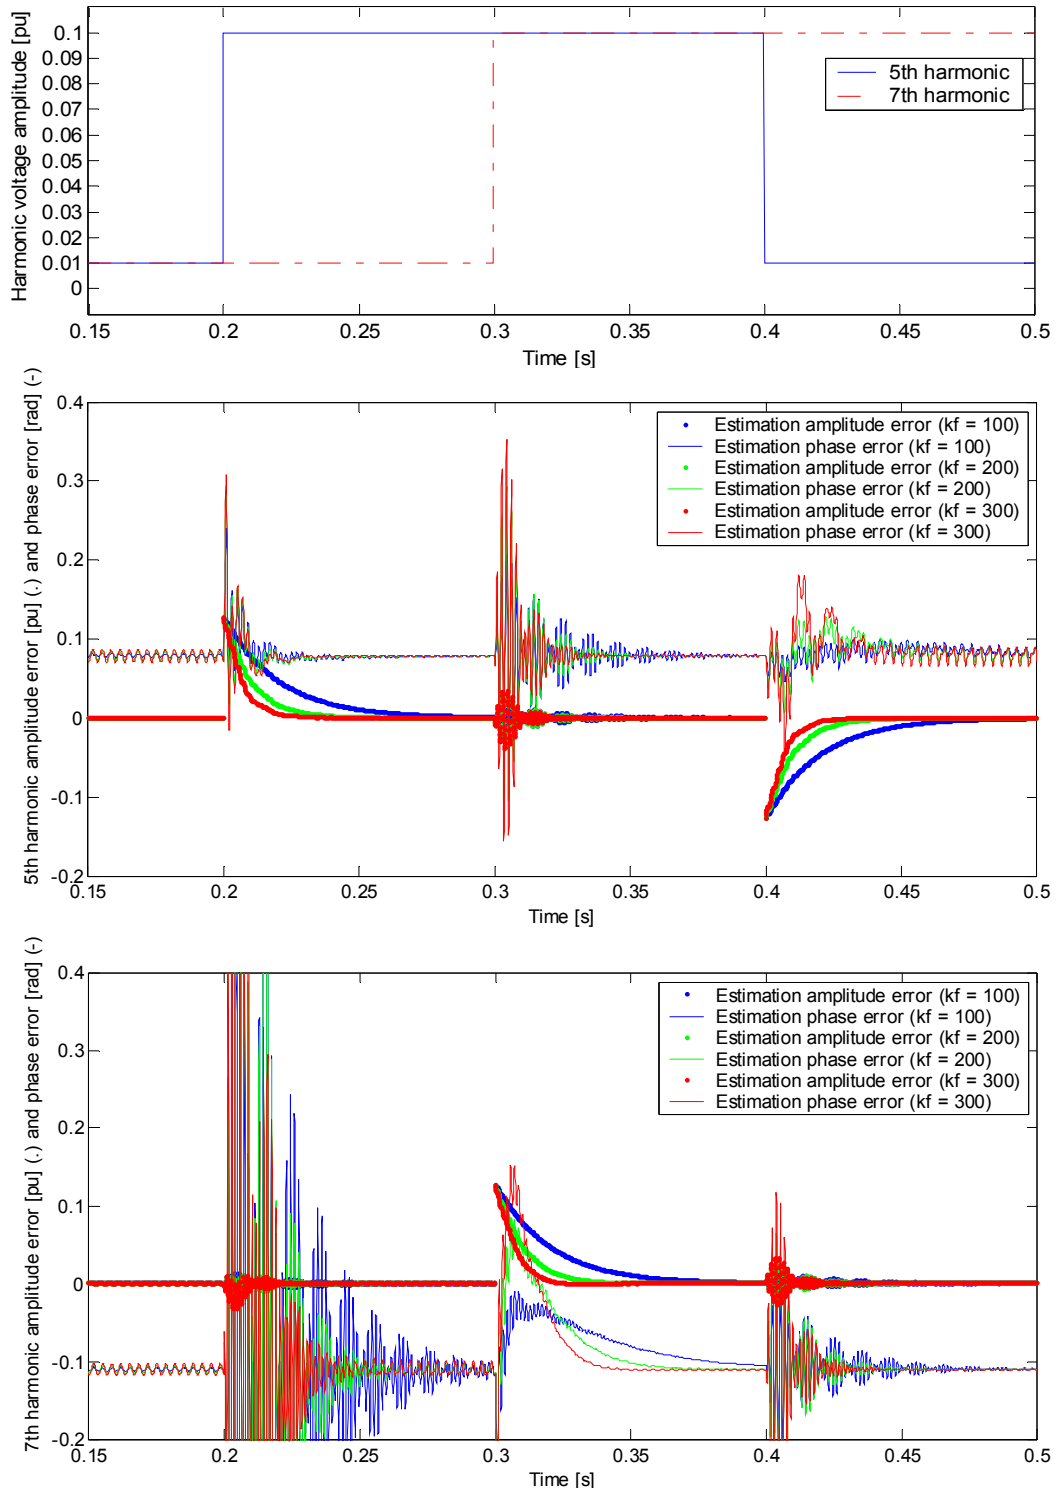 Harmonic voltage amplitude [pu]
0.1
0.09
0.08
0.07
0.06
0.05
0.04
0.03
0.02
0.01
0
5th harmonic
7th harmonic
0.15 0.2 0.25 0.3 0.35 0.4 0.45 0.5
Time [s]
5th harmonic amplitude error [pu] (.) and phase error [rad] (-)
0.4
0.3
0.2
0.1
0
-0.1
-0.2
Estimation amplitude error (kf = 100)
Estimation phase error (kf = 100)
Estimation amplitude error (kf = 200)
Estimation phase error (kf = 200)
Estimation amplitude error (kf = 300)
Estimation phase error (kf = 300)
0.15 0.2 0.25 0.3 0.35 0.4 0.45 0.5
Time [s]
7th harmonic amplitude error [pu] (.) and phase error [rad] (-)
0.4
0.3
0.2
0.1
0
-0.1
-0.2
Estimation amplitude error (kf = 100)
Estimation phase error (kf = 100)
Estimation amplitude error (kf = 200)
Estimation phase error (kf = 200)
Estimation amplitude error (kf = 300)
Estimation phase error (kf = 300)
0.15 0.2 0.25 0.3 0.35 0.4 0.45 0.5
Time [s]